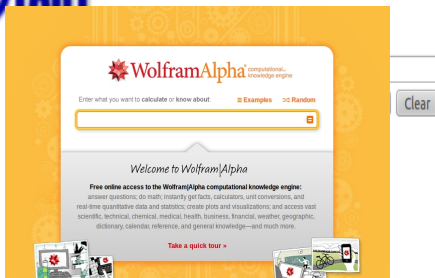 WolframAlpha computational... knowledge engine
Enter what you want to calculate or know about: Examples Random
Clear
Welcome to Wolfram|Alpha
Free online access to the Wolfram|Alpha computational knowledge engine:
answer questions; do math; instantly get facts, calculators, unit conversions, and
real-time quantitative data and statistics; create plots and visualizations; and access vast
scientific, technical, chemical, medical, health, business, financial, weather, geographic,
dictionary, calendar, reference, and general knowledge—and much more.
Take a quick tour »